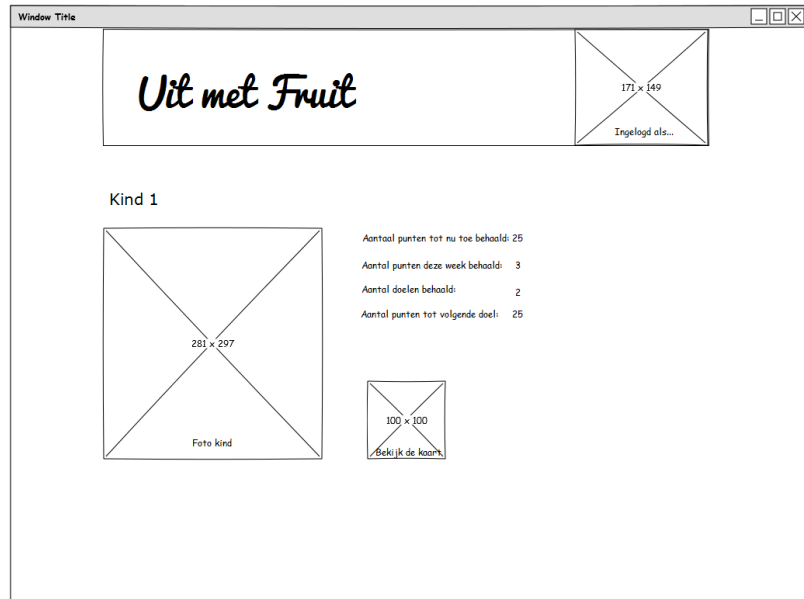 Window Title
Uit met Fruit
171 x 149
Ingelogd als...
Kind 1
Aantaal punten tot nu toe behaald: 25
Aantal punten deze week behaald: 3
Aantal doelen behaald: 2
Aantal punten tot volgende doel: 25
281 x 297
Foto kind
100 x 100
Bekijk de kaart